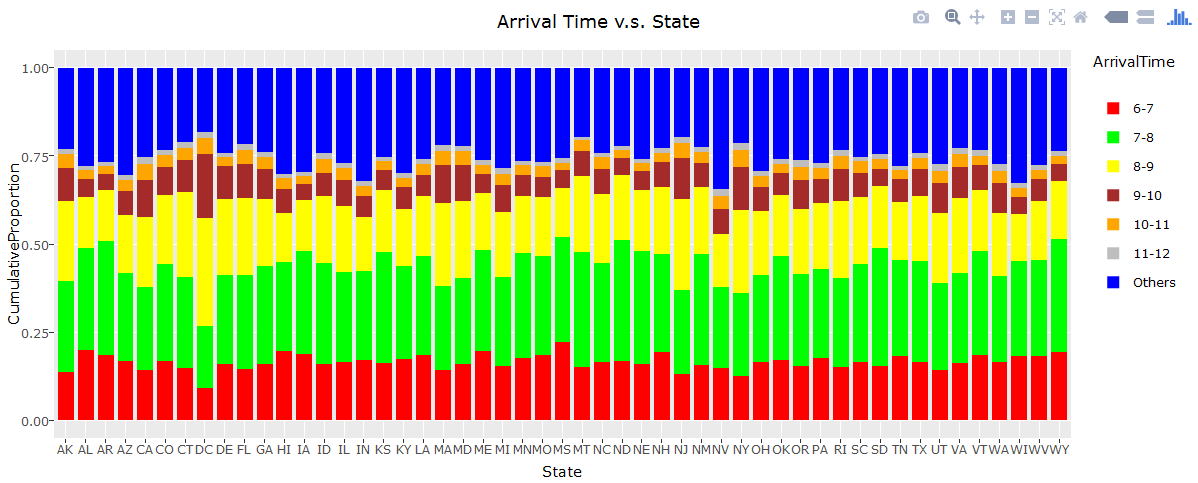 Arrival Time v.s. State
CumulativeProportion
1.00
0.75
0.50
0.25
0.00
AK AL AR AZ CA CO CT DC DE FL GA HI IA ID IL IN KS KY LA MA MD ME MI MN MO MS MT NC ND NE NH NJ NM NV NY OH OK OR PA RI SC SD TN TX UT VA VT WA WI WV WY
State
ArrivalTime
6-7
7-8
8-9
9-10
10-11
11-12
Others